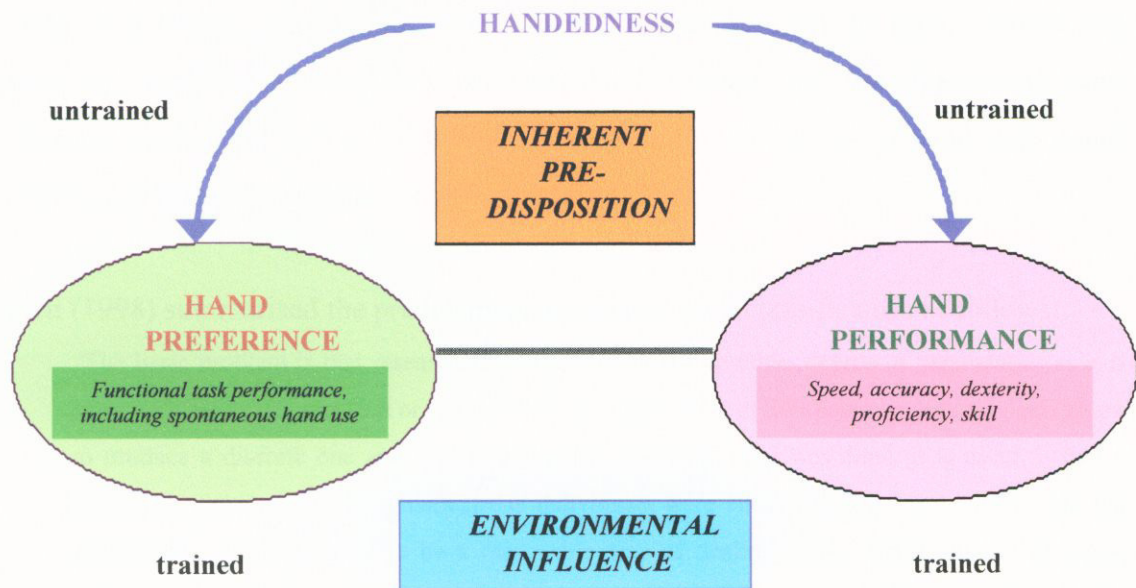 HANDEDNESS
untrained
untrained
INHERENT
PRE-
DISPOSITION
HAND
PREFERENCE
Functional task performance,
including spontaneous hand use
HAND
PERFORMANCE
Speed, accuracy, dexterity,
proficiency, skill
ENVIRONMENTAL
INFLUENCE
trained
trained